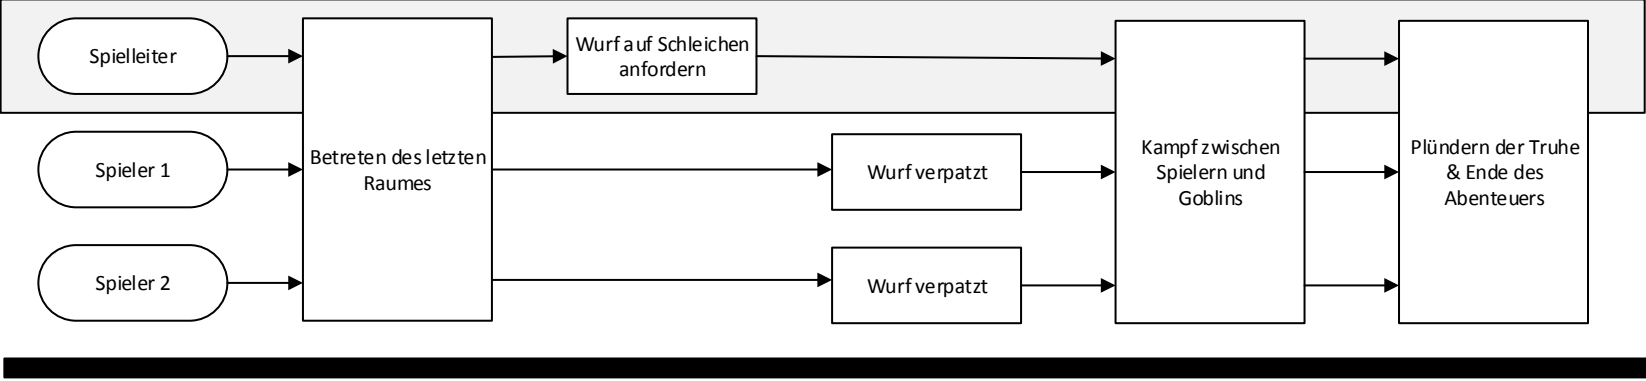 Spielleiter
Wurf auf Schleichen
anfordern
Spieler 1
Betreten des letzten
Raumes
Wurf verpatzt
Kampf zwischen
Spielern und
Goblins
Plündern der Truhe
& Ende des
Abenteuers
Spieler 2
Wurf verpatzt